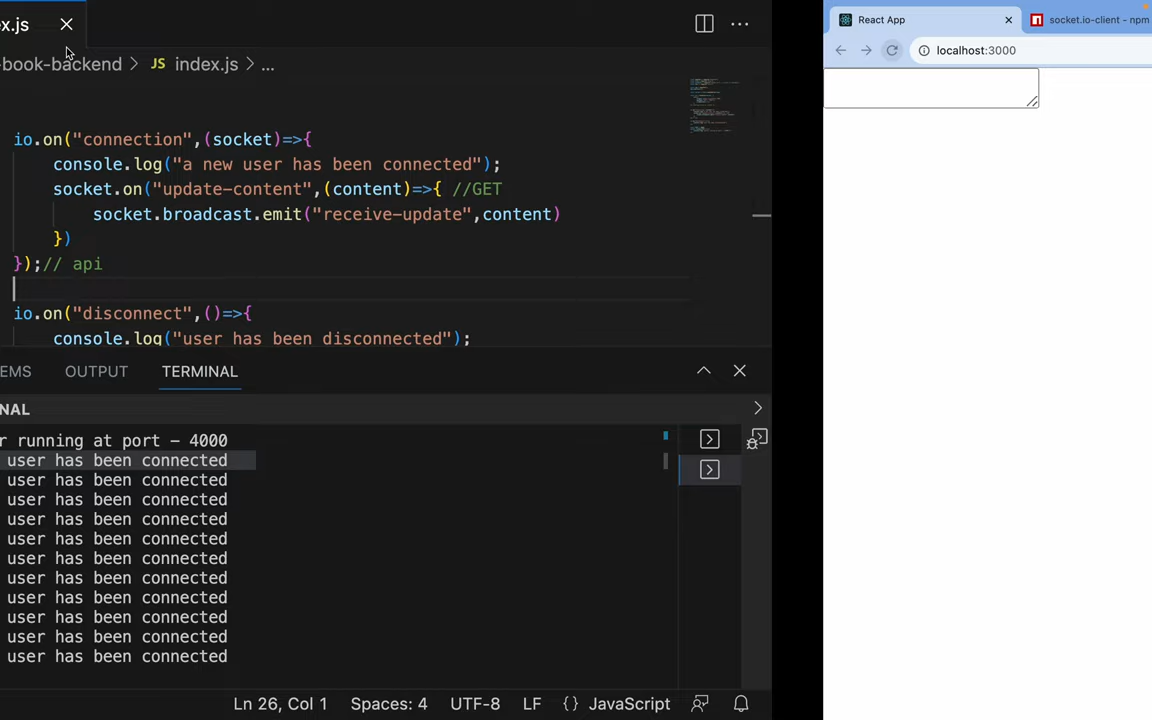 x.js
-book-backend > JS index.js > ...
io.on("connection",(socket)=>{
console.log("a new user has been connected");
socket.on("update-content",(content)=>{ //GET
socket.broadcast.emit("receive-update",content)
})
});// api
io.on("disconnect",()=>{
console.log("user has been disconnected");
EMS OUTPUT TERMINAL
NAL
r running at port - 4000
user has been connected
user has been connected
user has been connected
user has been connected
user has been connected
user has been connected
user has been connected
user has been connected
user has been connected
user has been connected
user has been connected
Ln 26, Col 1 Spaces: 4 UTF-8 LF {} JavaScript
React App
socket.io-client - npm
localhost:3000